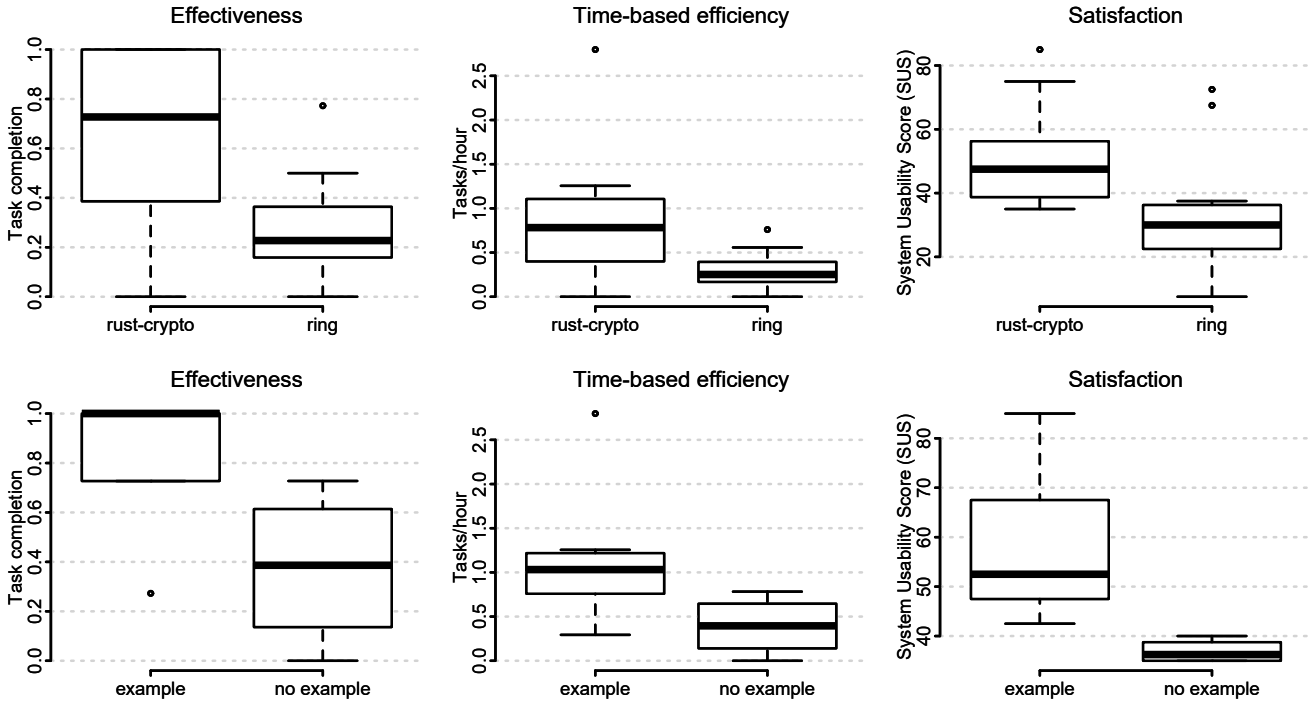 Effectiveness
Task completion
1.0
0.8
0.6
0.4
0.2
0.0
rust-crypto
ring
Time-based efficiency
Tasks/hour
2.5
2.0
1.5
1.0
0.5
0.0
rust-crypto
ring
Satisfaction
System Usability Score (SUS)
80
60
40
20
rust-crypto
ring
Effectiveness
Task completion
1.0
0.8
0.6
0.4
0.2
0.0
example
no example
Time-based efficiency
Tasks/hour
2.5
2.0
1.5
1.0
0.5
0.0
example
no example
Satisfaction
System Usability Score (SUS)
80
70
60
50
40
example
no example